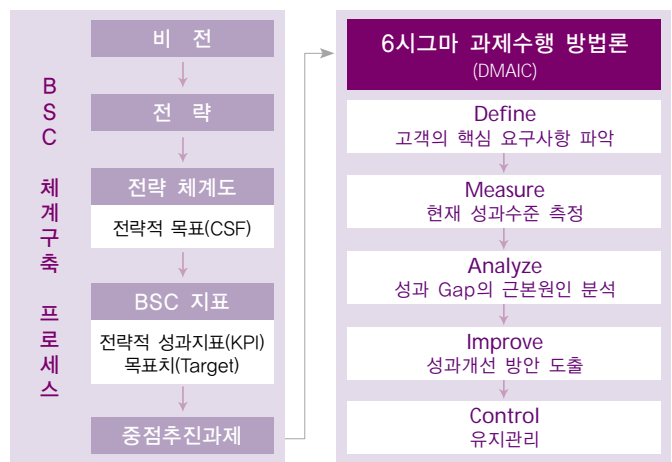 BSC 체계구축 프로세스
비 전
전 략
전략 체계도
전략적 목표(CSF)
BSC 지표
전략적 성과지표(KPI)
목표치(Target)
중점추진과제
6시그마 과제수행 방법론
(DMAIC)
Define
고객의 핵심 요구사항 파악
Measure
현재 성과수준 측정
Analyze
성과 Gap의 근본원인 분석
Improve
성과개선 방안 도출
Control
유지관리